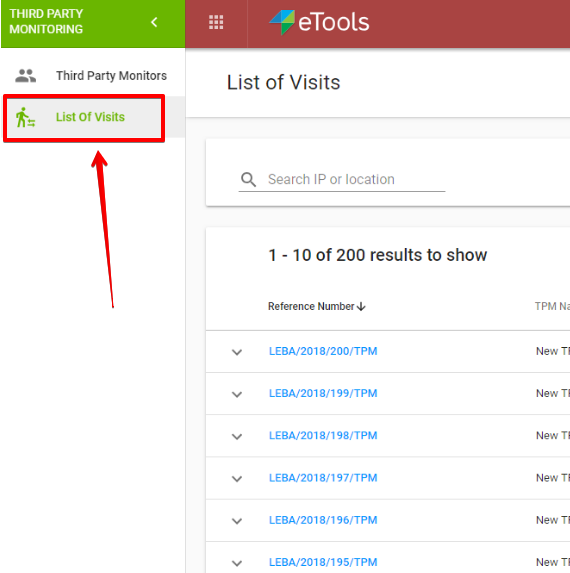 THIRD PARTY
MONITORING
eTools
Third Party Monitors
List Of Visits
List of Visits
Search IP or location
1 - 10 of 200 results to show
Reference Number
TPM Na
LEBA/2018/200/TPM
New T
LEBA/2018/199/TPM
New T
LEBA/2018/198/TPM
New T
LEBA/2018/197/TPM
New T
LEBA/2018/196/TPM
New T
LEBA/2018/195/TPM
New T